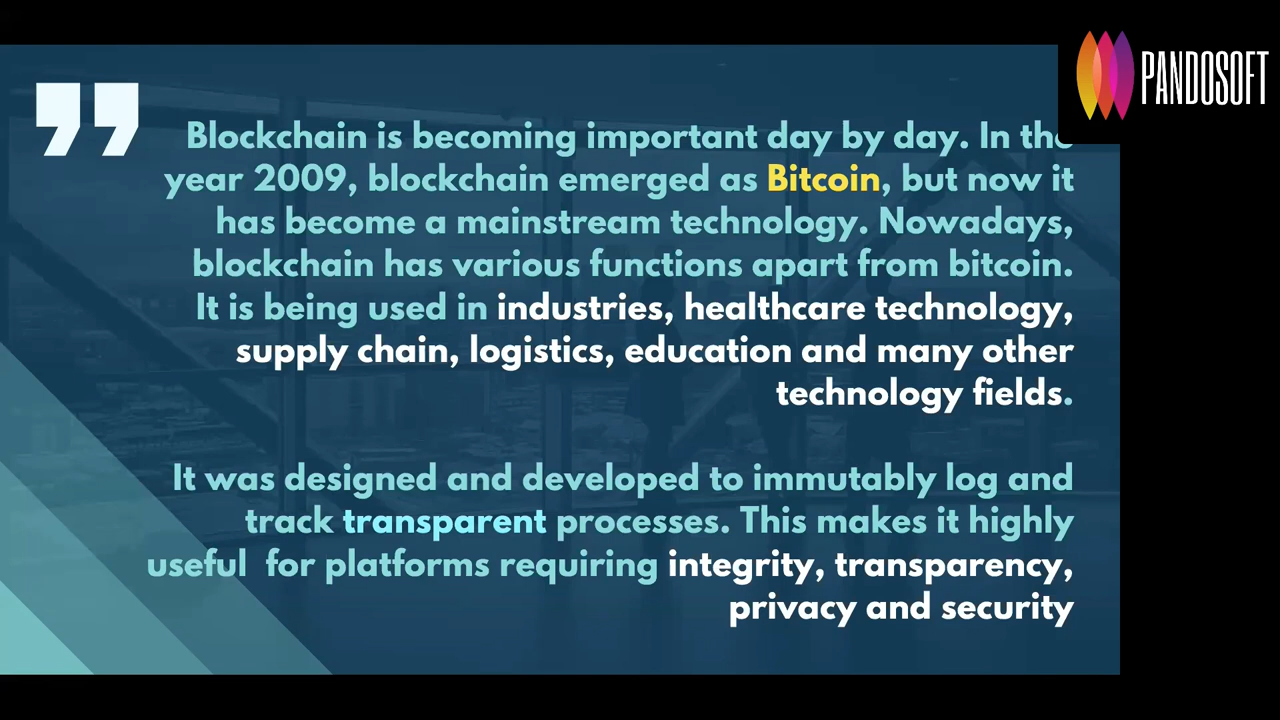 PANDOSOFT
”
Blockchain is becoming important day by day. In the
year 2009, blockchain emerged as Bitcoin, but now it
has become a mainstream technology. Nowadays,
blockchain has various functions apart from bitcoin.
It is being used in industries, healthcare technology,
supply chain, logistics, education and many other
technology fields.
It was designed and developed to immutably log and
track transparent processes. This makes it highly
useful  for platforms requiring integrity, transparency,
privacy and security